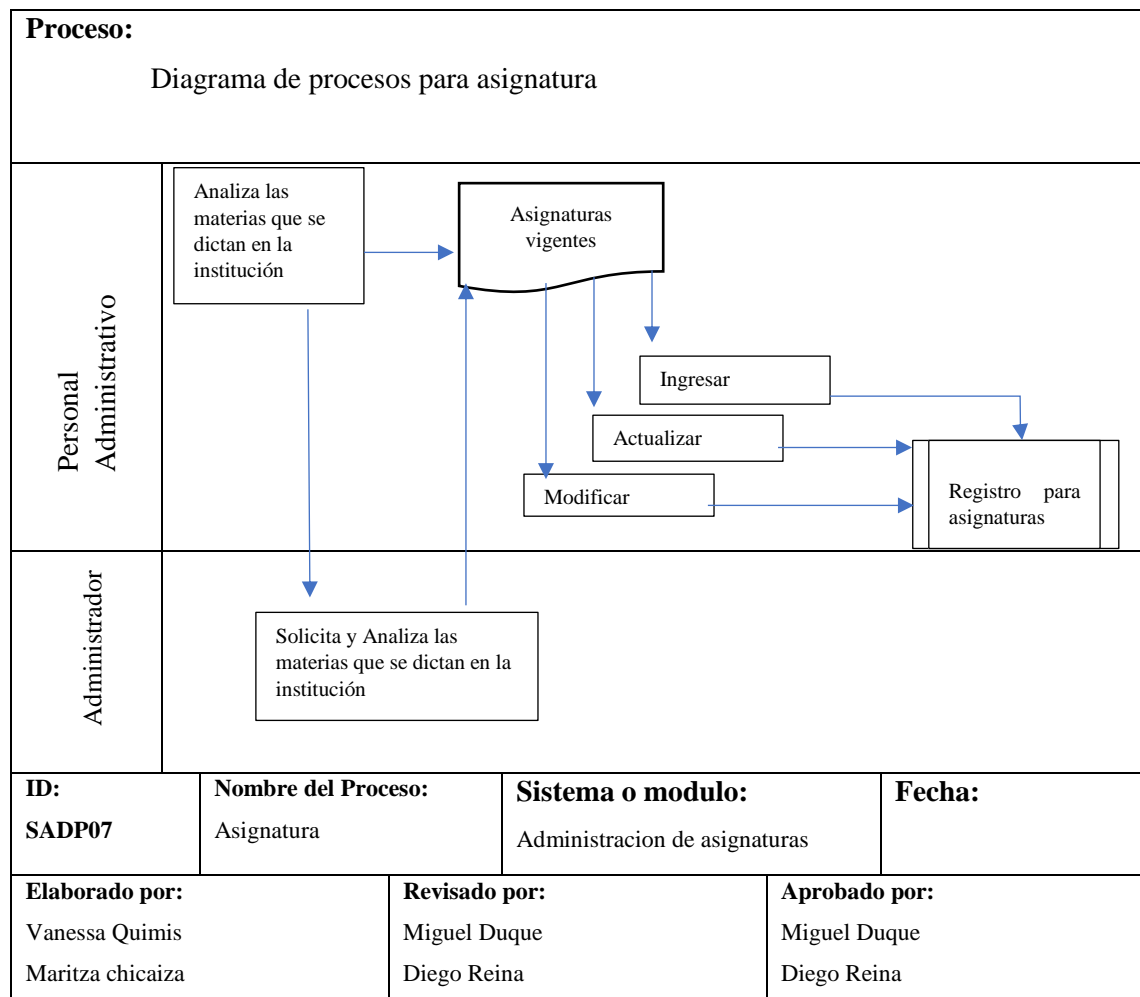 Proceso:
Diagrama de procesos para asignatura
Personal
Administrativo
Analiza las
materias que se
dictan en la
institución
Asignaturas
vigentes
Ingresar
Actualizar
Modificar
Registro para
asignaturas
Administrador
Solicita y Analiza las
materias que se dictan en la
institución
ID:
SADP07
Nombre del Proceso:
Asignatura
Sistema o modulo:
Administracion de asignaturas
Fecha:
Elaborado por:
Vanessa Quimis
Maritza chicaiza
Revisado por:
Miguel Duque
Diego Reina
Aprobado por:
Miguel Duque
Diego Reina